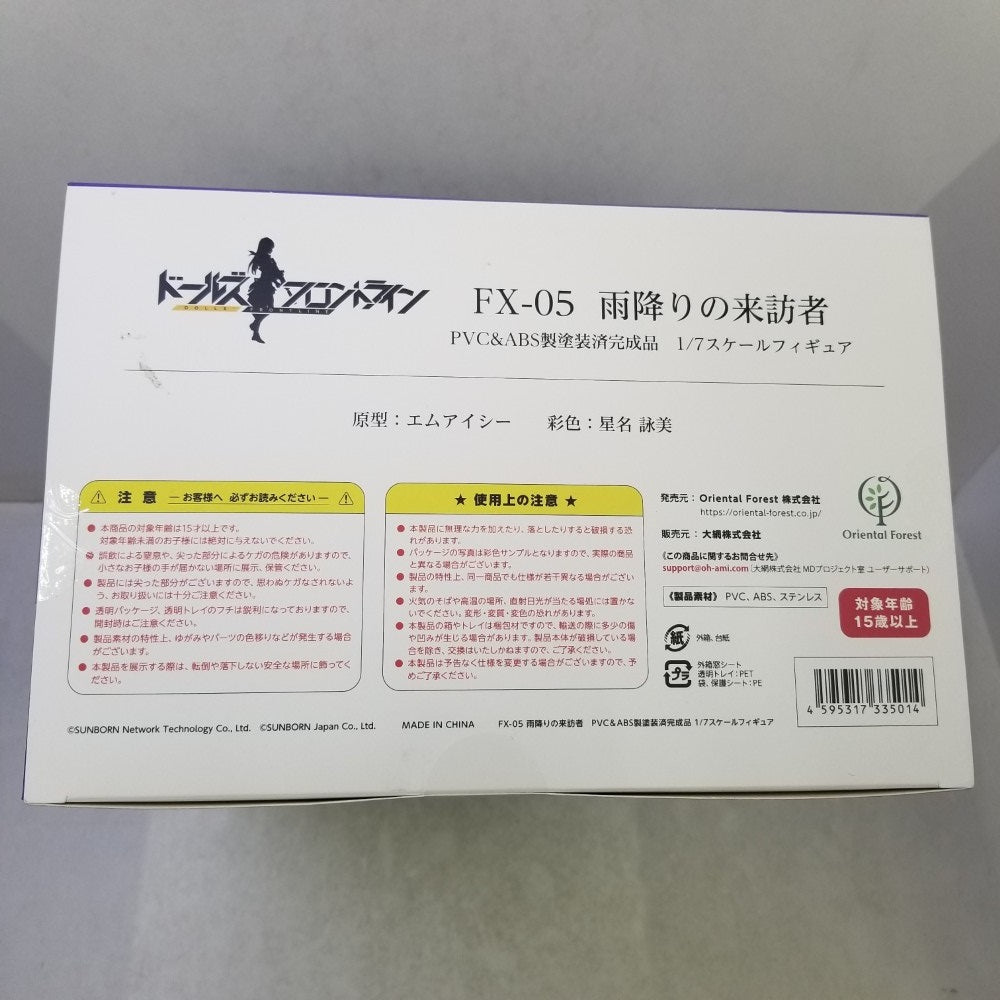 ドールズフロントライン
DOLLS FRONTLINE
FX-05 雨降りの来訪者
PVC&ABS製塗装済完成品 1/7スケールフィギュア
原型：エムアイシー 彩色：星名 詠美
注 意 ―お客様へ 必ずお読みください―
● 本商品の対象年齢は15才以上です。
対象年齢未満のお子様には絶対に与えないでください。
誤飲による窒息や、尖った部分によるケガの危険がありますので、
小さなお子様の手が届かない場所に展示、保管ください。
● 製品には尖った部分がございますので、思わぬケガをされないよ
う、お取り扱いには十分ご注意ください。
● 透明パッケージ、透明トレイのフチは鋭利になっておりますので、
開封時はご注意ください。
● 製品素材の特性上、ゆがみやパーツの色移りなどが発生する場合
がございます。
● 本製品を展示する際は、転倒や落下しない安全な場所に飾ってく
ださい。
★ 使用上の注意 ★
● 本製品に無理な力を加えたり、落としたりすると破損する恐
れがあります。
● パッケージの写真は彩色サンプルとなりますので、実際の商品
と異なる場合がございます。
● 製品の特性上、同一商品でも仕様が若干異なる場合がござい
ます。
● 火気のそばや高温の場所、直射日光が当たる場処には置かな
いでください。変形・変質・変色の恐れがあります。
● 本製品の箱やトレイは梱包材ですので、輸送の際に多少の傷
や凹みが生じる場合があります。製品本体が破損している場
合を除き、交換はいたしかねますので、ご了承ください。
● 本製品は予告なく仕様を変更する場合がございますので、予
めご了承ください。
発売元：Oriental Forest 株式会社
https://oriental-forest.co.jp/
販売元：大網株式会社
《この商品に関するお問合せ先》
support@oh-ami.com（大網株式会社 MDプロジェクト室 ユーザーサポート）
Oriental Forest
《製品素材》 PVC、ABS、ステンレス
対象年齢
15歳以上
紙 外箱、台紙
プラ 外箱窓シート
透明トレイ：PET
袋、保護シート：PE
4 595317 335014
©SUNBORN Network Technology Co., Ltd. ©SUNBORN Japan Co., Ltd. MADE IN CHINA FX-05 雨降りの来訪者 PVC&ABS製塗装済完成品 1/7スケールフィギュア